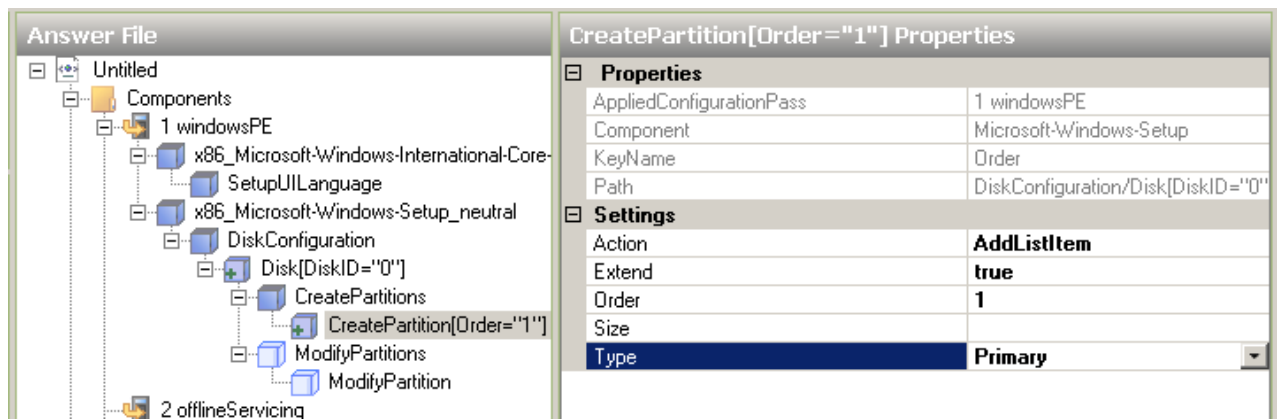 Answer File
Untitled
Components
1 windowsPE
x86_Microsoft-Windows-International-Core-
SetupUILanguage
x86_Microsoft-Windows-Setup_neutral
DiskConfiguration
Disk[DiskID="0"]
CreatePartitions
CreatePartition[Order="1"]
ModifyPartitions
ModifyPartition
2 offlineServicing
CreatePartition[Order="1"] Properties
Properties
AppliedConfigurationPass 1 windowsPE
Component Microsoft-Windows-Setup
KeyName Order
Path DiskConfiguration/Disk[DiskID="0"
Settings
Action AddListItem
Extend true
Order 1
Size
Type Primary